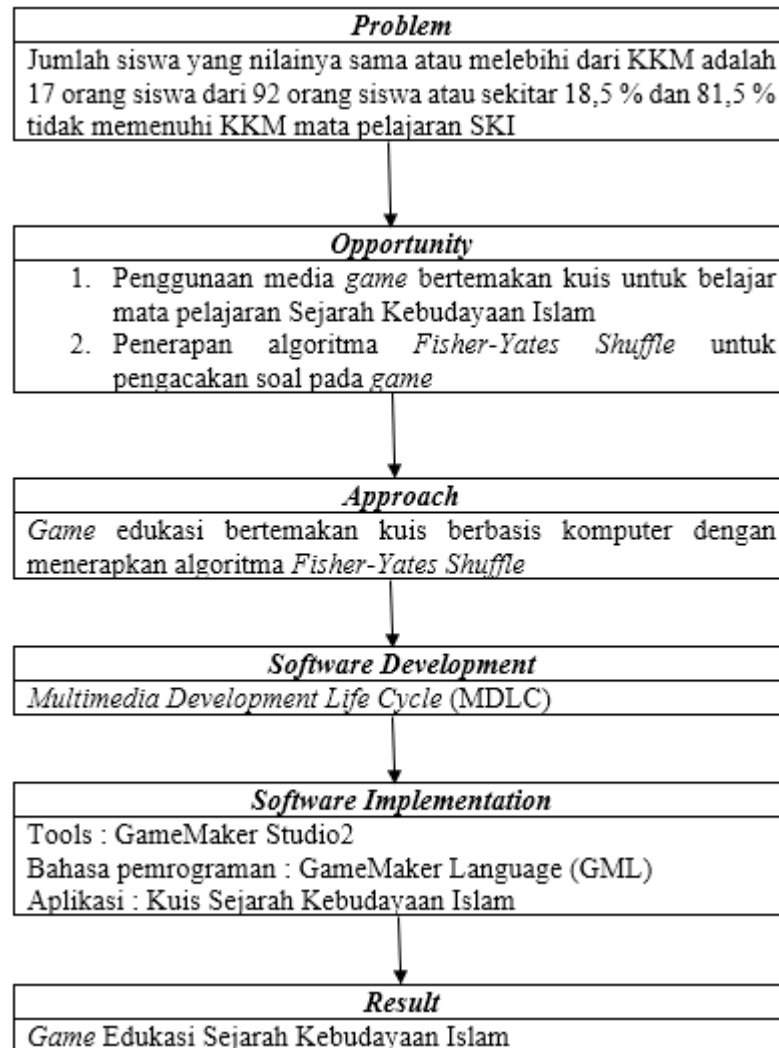 Problem
Jumlah siswa yang nilainya sama atau melebihi dari KKM adalah
17 orang siswa dari 92 orang siswa atau sekitar 18,5 % dan 81,5 %
tidak memenuhi KKM mata pelajaran SKI
Opportunity
1. Penggunaan media game bertemakan kuis untuk belajar
mata pelajaran Sejarah Kebudayaan Islam
2. Penerapan algoritma Fisher-Yates Shuffle untuk
pengacakan soal pada game
Approach
Game edukasi bertemakan kuis berbasis komputer dengan
menerapkan algoritma Fisher-Yates Shuffle
Software Development
Multimedia Development Life Cycle (MDLC)
Software Implementation
Tools : GameMaker Studio2
Bahasa pemrograman : GameMaker Language (GML)
Aplikasi : Kuis Sejarah Kebudayaan Islam
Result
Game Edukasi Sejarah Kebudayaan Islam